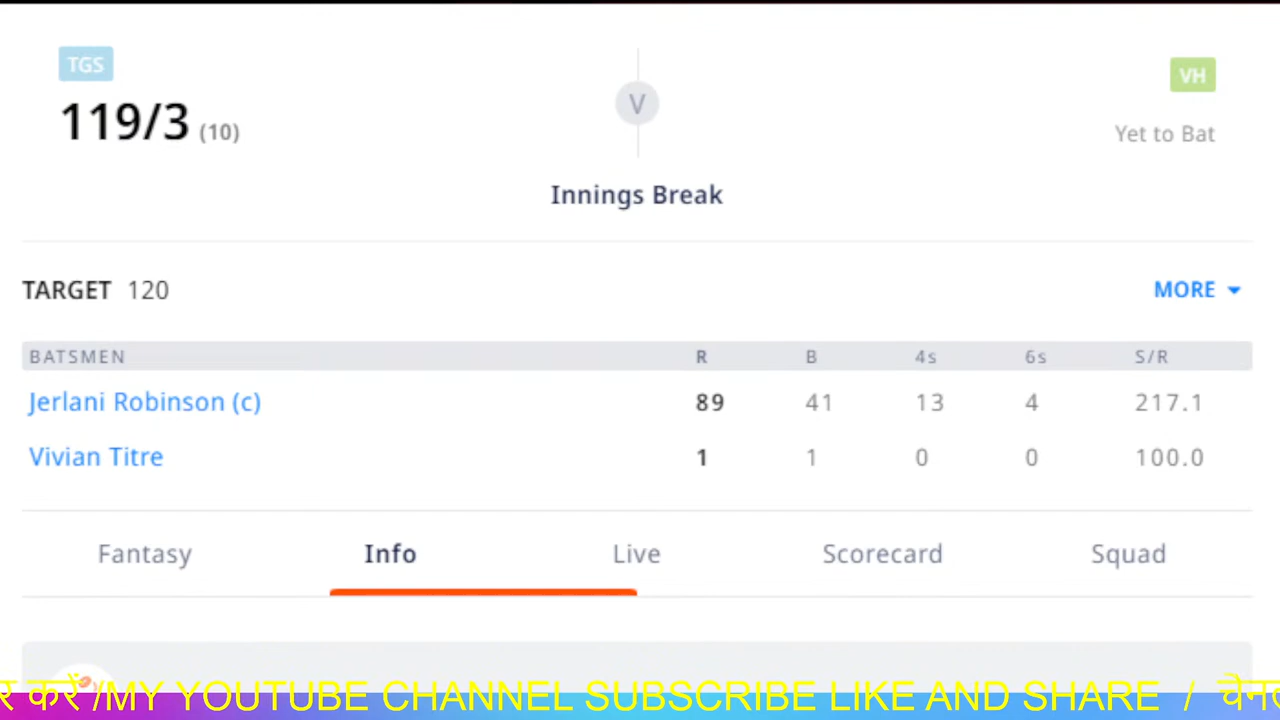 TGS
119/3 (10)
V
VH
Yet to Bat
Innings Break
TARGET 120
MORE
BATSMEN R B 4s 6s S/R
Jerlani Robinson (c) 89 41 13 4 217.1
Vivian Titre 1 1 0 0 100.0
Fantasy Info Live Scorecard Squad
र करें /MY YOUTUBE CHANNEL SUBSCRIBE LIKE AND SHARE /